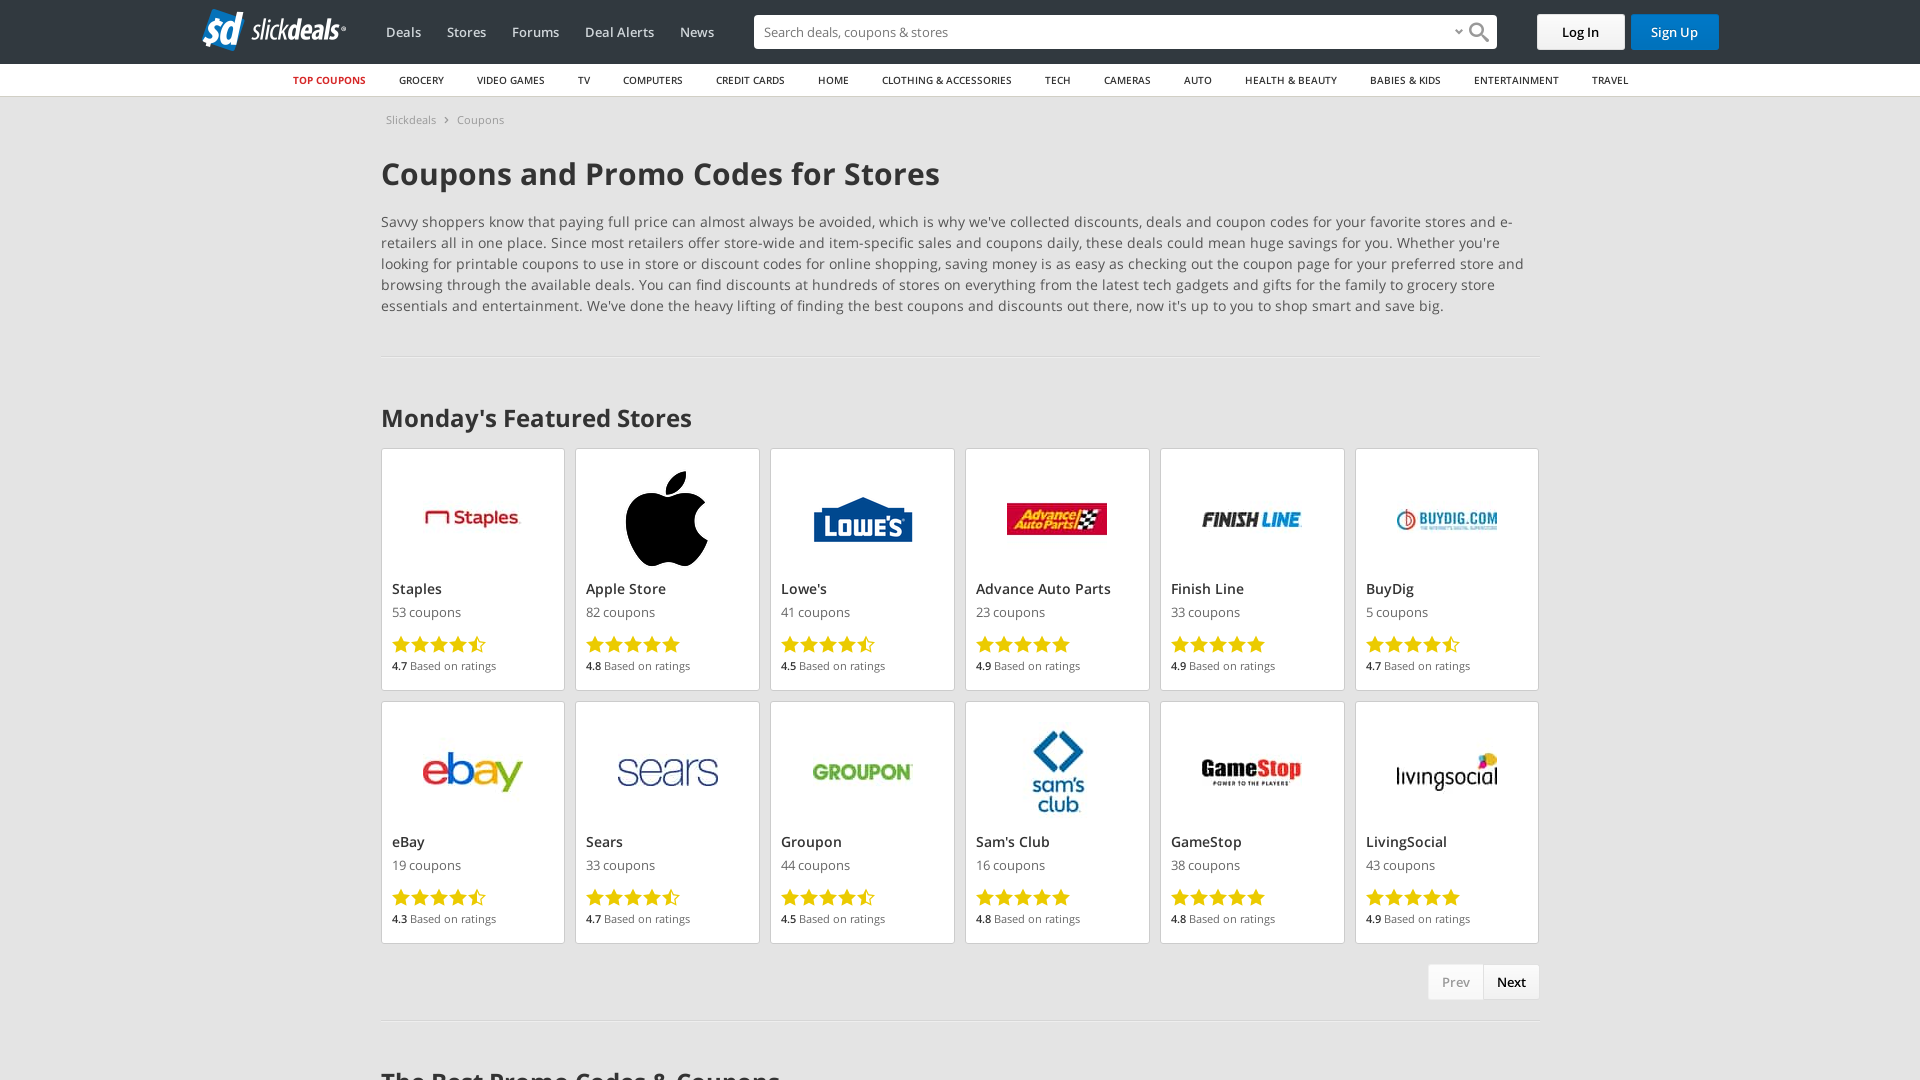 sd slickdeals
Deals
Stores
Forums
Deal Alerts
News
Search deals, coupons & stores
Log In
Sign Up
TOP COUPONS
GROCERY
VIDEO GAMES
TV
COMPUTERS
CREDIT CARDS
HOME
CLOTHING & ACCESSORIES
TECH
CAMERAS
AUTO
HEALTH & BEAUTY
BABIES & KIDS
ENTERTAINMENT
TRAVEL
Slickdeals › Coupons
Coupons and Promo Codes for Stores
Savvy shoppers know that paying full price can almost always be avoided, which is why we've collected discounts, deals and coupon codes for your favorite stores and e-
retailers all in one place. Since most retailers offer store-wide and item-specific sales and coupons daily, these deals could mean huge savings for you. Whether you're
looking for printable coupons to use in store or discount codes for online shopping, saving money is as easy as checking out the coupon page for your preferred store and
browsing through the available deals. You can find discounts at hundreds of stores on everything from the latest tech gadgets and gifts for the family to grocery store
essentials and entertainment. We've done the heavy lifting of finding the best coupons and discounts out there, now it's up to you to shop smart and save big.
Monday's Featured Stores
Staples
Staples
53 coupons
4.7 Based on ratings
Apple Store
82 coupons
4.8 Based on ratings
LOWE'S
Lowe's
41 coupons
4.5 Based on ratings
Advance
Auto Parts
Advance Auto Parts
23 coupons
4.9 Based on ratings
FINISH LINE
Finish Line
33 coupons
4.9 Based on ratings
BUYDIG.COM
BuyDig
5 coupons
4.7 Based on ratings
ebay
eBay
19 coupons
4.3 Based on ratings
sears
Sears
33 coupons
4.7 Based on ratings
GROUPON
Groupon
44 coupons
4.5 Based on ratings
sam's
club
Sam's Club
16 coupons
4.8 Based on ratings
GameStop
POWER TO THE PLAYERS
GameStop
38 coupons
4.8 Based on ratings
livingsocial
LivingSocial
43 coupons
4.9 Based on ratings
Prev
Next
The Best Promo Codes & Coupons